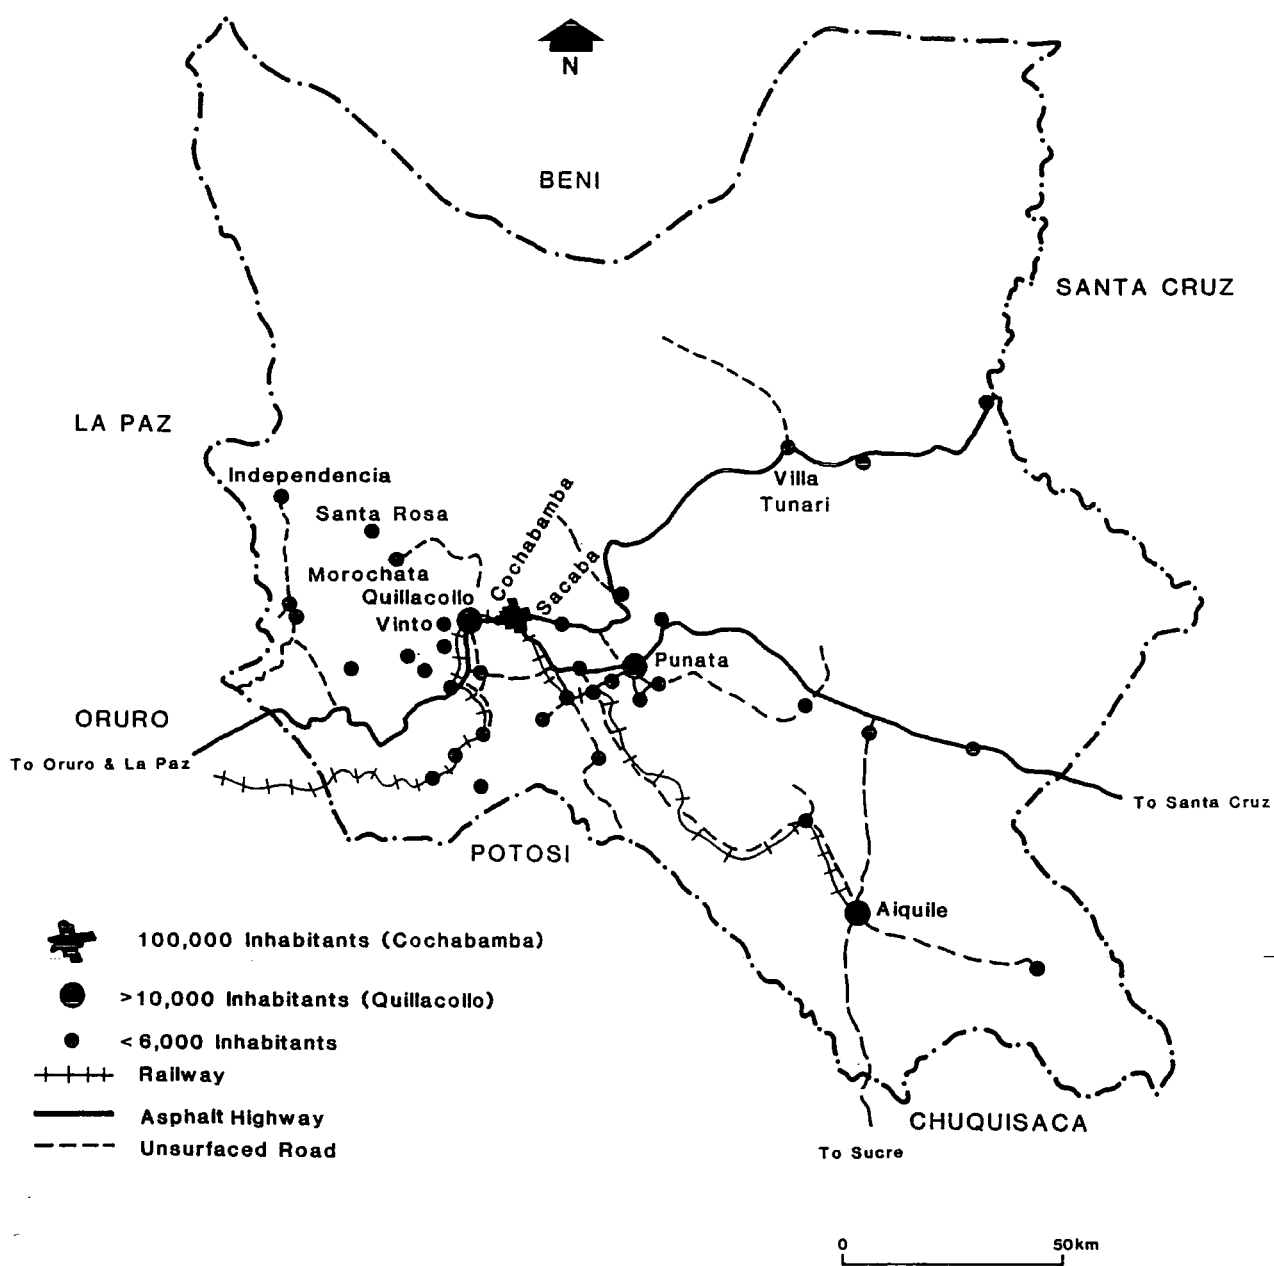 N
BENI
SANTA CRUZ
LA PAZ
Independencia
Santa Rosa
Cochabamba
Villa
Tunari
Sacaba
Morochata
Quillacollo
Vinto
Punata
ORURO
To Oruro & La Paz
To Santa Cruz
POTOSI
Aiquile
100,000 Inhabitants (Cochabamba)
>10,000 Inhabitants (Quillacollo)
<6,000 Inhabitants
Railway
Asphalt Highway
Unsurfaced Road
CHUQUISACA
To Sucre
0 50km